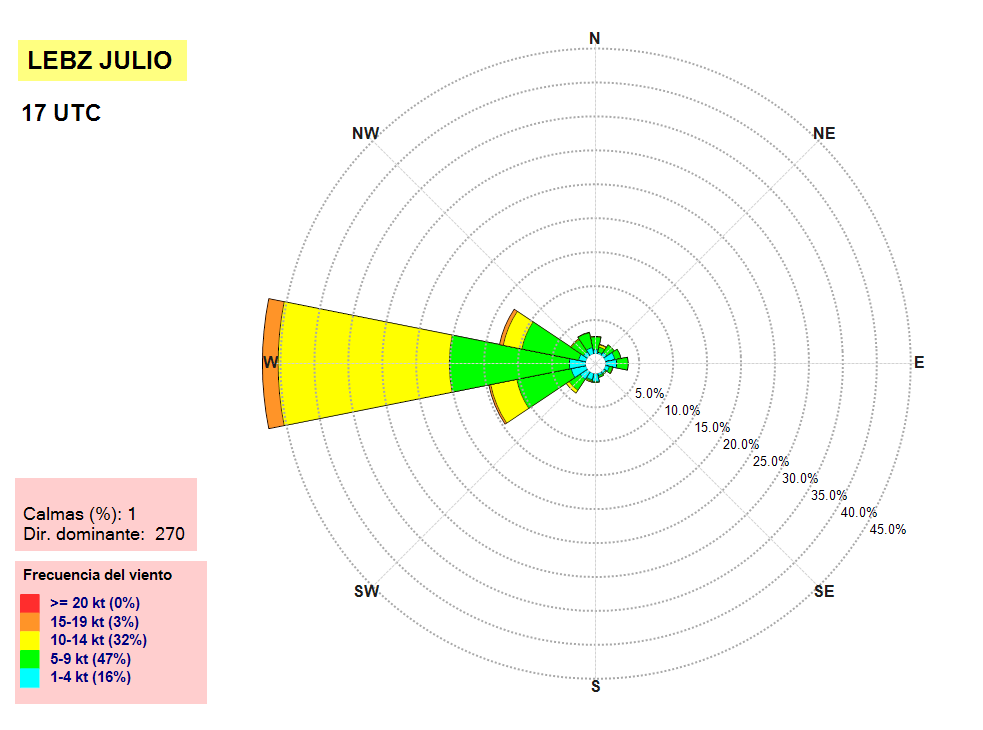 LEBZ JULIO
17 UTC
N
NW
NE
W
E
5.0%
10.0%
15.0%
20.0%
25.0%
30.0%
35.0%
40.0%
45.0%
SW
SE
S
Calmas (%): 1
Dir. dominante: 270
Frecuencia del viento
>= 20 kt (0%)
15-19 kt (3%)
10-14 kt (32%)
5-9 kt (47%)
1-4 kt (16%)